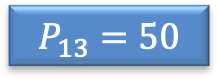 P₁₃ = 50